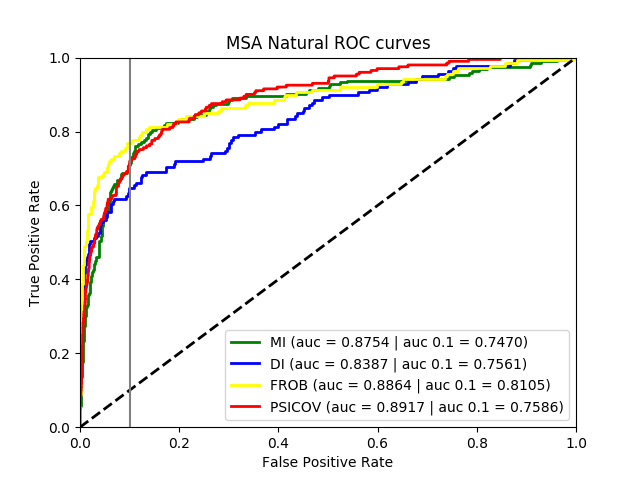 MSA Natural ROC curves
1.0
0.8
0.6
0.4
0.2
0.0
True Positive Rate
MI (auc = 0.8754 | auc 0.1 = 0.7470)
DI (auc = 0.8387 | auc 0.1 = 0.7561)
FROB (auc = 0.8864 | auc 0.1 = 0.8105)
PSICOV (auc = 0.8917 | auc 0.1 = 0.7586)
0.0 0.2 0.4 0.6 0.8 1.0
False Positive Rate